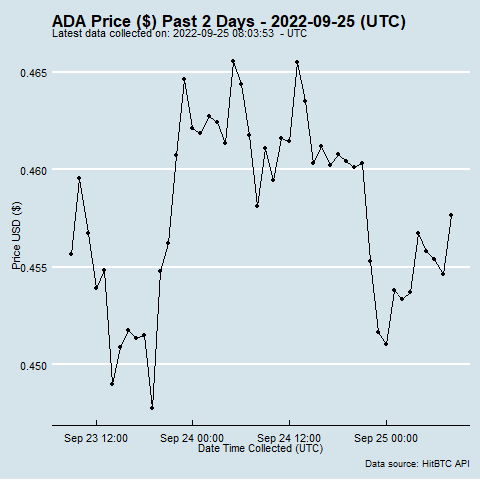 ADA Price ($) Past 2 Days - 2022-09-25 (UTC)
Latest data collected on: 2022-09-25 08:03:53 - UTC
0.465
0.460
0.455
0.450
Price USD ($)
Sep 23 12:00 Sep 24 00:00 Sep 24 12:00 Sep 25 00:00
Date Time Collected (UTC)
Data source: HitBTC API